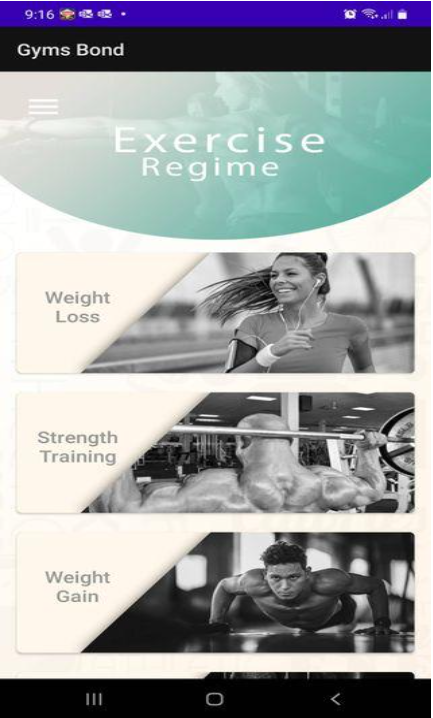 9:16
Gyms Bond
Exercise
Regime
Weight
Loss
Strength
Training
Weight
Gain